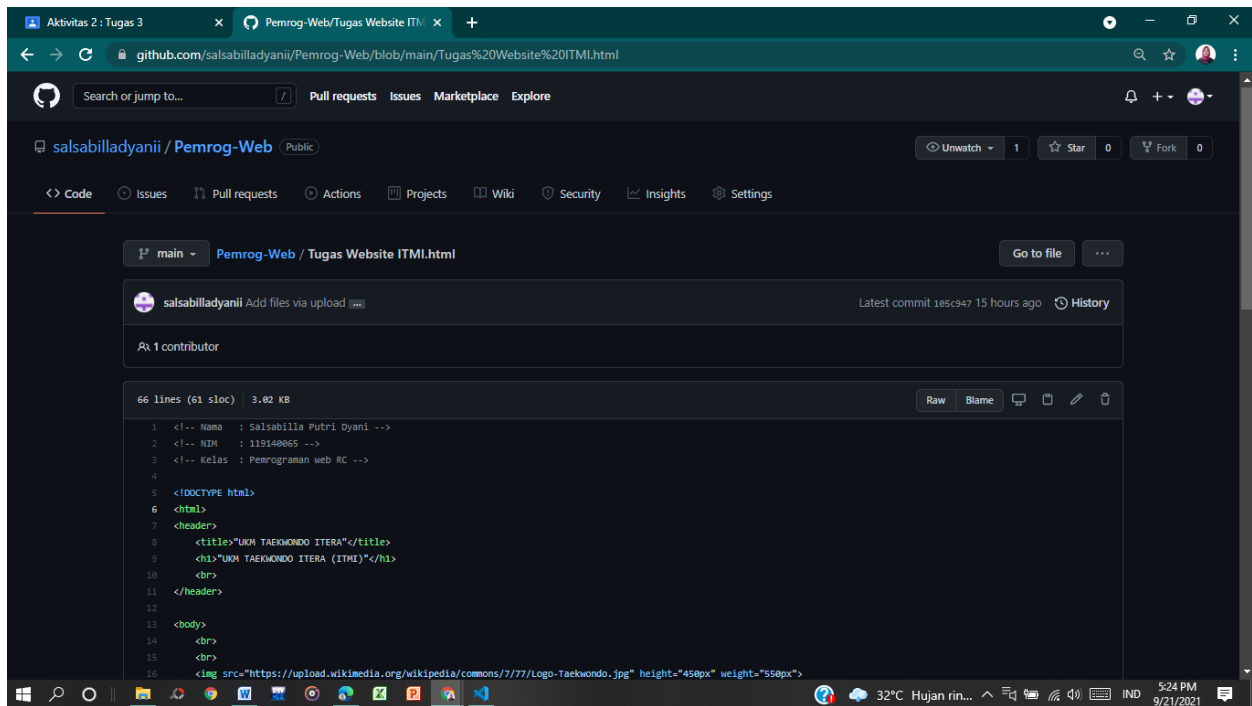 Aktivitas 2 : Tugas 3
Pemrog-Web/Tugas Website ITM
github.com/salsabilladyanii/Pemrog-Web/blob/main/Tugas%20Website%20ITMI.html
Search or jump to... / Pull requests Issues Marketplace Explore
salsabilladyanii / Pemrog-Web Public
Unwatch 1 Star 0 Fork 0
<> Code Issues Pull requests Actions Projects Wiki Security Insights Settings
main Pemrog-Web / Tugas Website ITMI.html Go to file ...
salsabilladyanii Add files via upload ... Latest commit 105c947 15 hours ago History
1 contributor
66 lines (61 sloc) 3.02 KB Raw Blame
1 <!-- Nama : Salsabilla Putri Dyani -->
2 <!-- NIM : 119140065 -->
3 <!-- Kelas : Pemrograman web RC -->
4
5 <!DOCTYPE html>
6 <html>
7 <header>
8 <title>"UKM TAEKWONDO ITERA"</title>
9 <h1>"UKM TAEKWONDO ITERA (ITMI)"</h1>
10 <br>
11 </header>
12
13 <body>
14 <br>
15 <br>
16 <img src="https://upload.wikimedia.org/wikipedia/commons/7/77/Logo-Taekwondo.jpg" height="450px" weight="550px">
32°C Hujan rin... IND 5:24 PM
9/21/2021